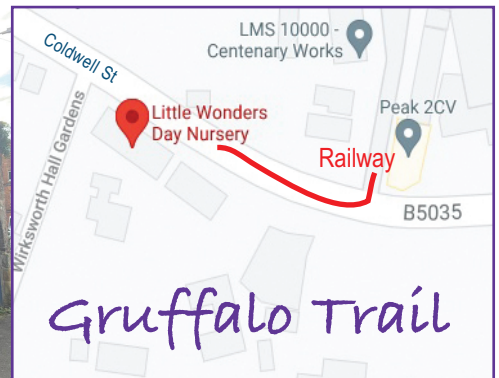 LMS 10000 -
Centenary Works
Coldwell St
Peak 2CV
Little Wonders
Day Nursery
Railway
Wirksworth Hall Gardens
B5035
Gruffalo Trail